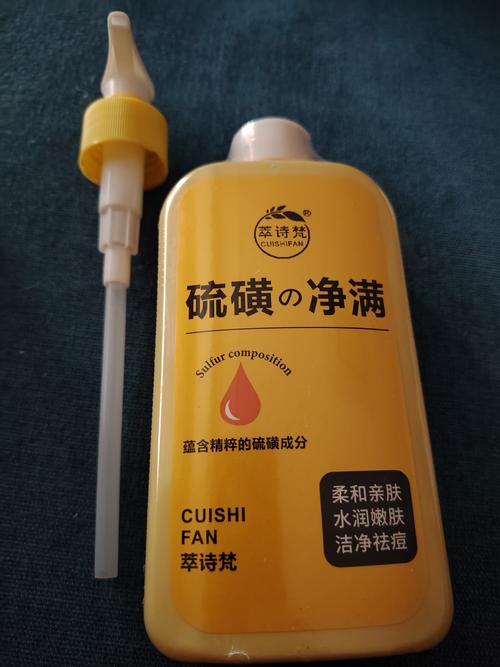 ®
萃诗梵
CUISHIFAN
硫磺の净满
Sulfur composition
蕴含精粹的硫磺成分
CUISHI
FAN
萃诗梵
柔和亲肤
水润嫩肤
洁净祛痘